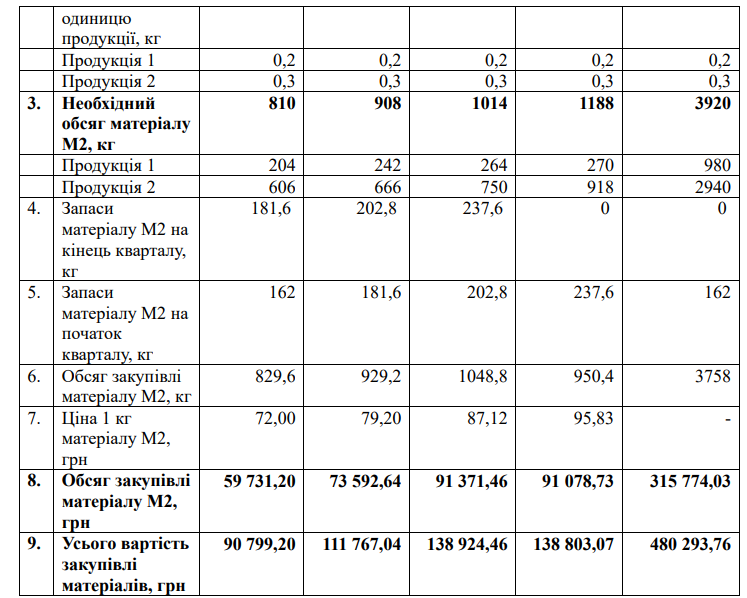 одиницю
продукції, кг
Продукція 1 0,2 0,2 0,2 0,2 0,2
Продукція 2 0,3 0,3 0,3 0,3 0,3
3. Необхідний 810 908 1014 1188 3920
обсяг матеріалу
М2, кг
Продукція 1 204 242 264 270 980
Продукція 2 606 666 750 918 2940
4. Запаси 181,6 202,8 237,6 0 0
матеріалу М2 на
кінець кварталу,
кг
5. Запаси 162 181,6 202,8 237,6 162
матеріалу М2 на
початок
кварталу, кг
6. Обсяг закупівлі 829,6 929,2 1048,8 950,4 3758
матеріалу М2, кг
7. Ціна 1 кг 72,00 79,20 87,12 95,83 -
матеріалу М2,
грн
8. Обсяг закупівлі 59 731,20 73 592,64 91 371,46 91 078,73 315 774,03
матеріалу М2,
грн
9. Усього вартість 90 799,20 111 767,04 138 924,46 138 803,07 480 293,76
закупівлі
матеріалів, грн